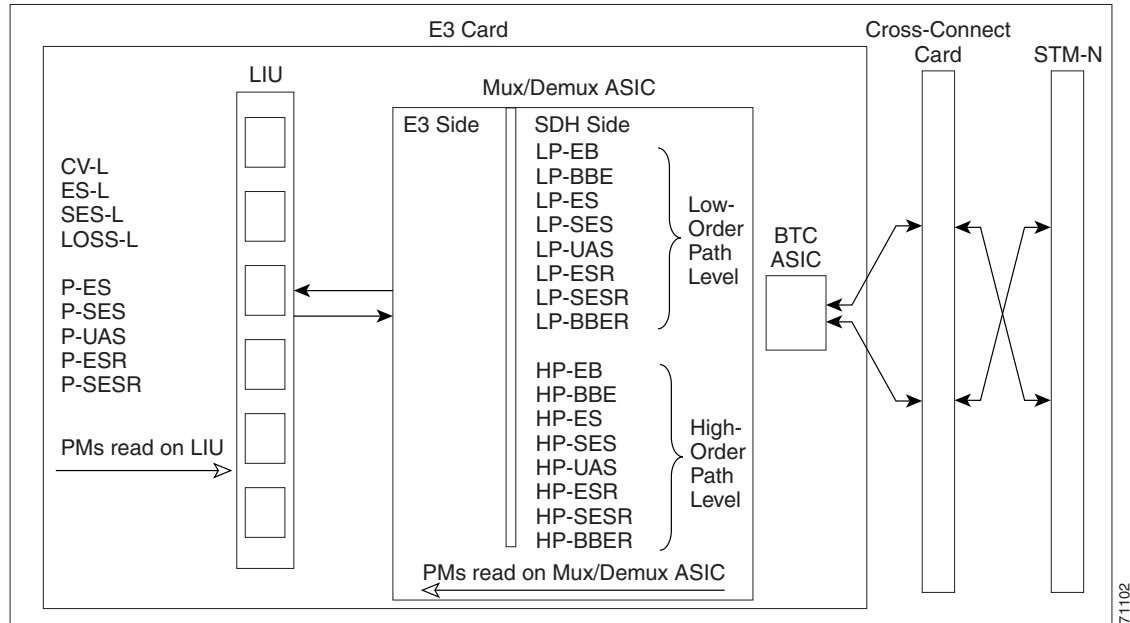 E3 Card
Cross-Connect
Card
STM-N
LIU
Mux/Demux ASIC
E3 Side
SDH Side
CV-L
ES-L
SES-L
LOSS-L
P-ES
P-SES
P-UAS
P-ESR
P-SESR
PMs read on LIU
LP-EB
LP-BBE
LP-ES
LP-SES
LP-UAS
LP-ESR
LP-SESR
LP-BBER
Low-
Order
Path
Level
HP-EB
HP-BBE
HP-ES
HP-SES
HP-UAS
HP-ESR
HP-SESR
HP-BBER
High-
Order
Path
Level
PMs read on Mux/Demux ASIC
BTC
ASIC
71102